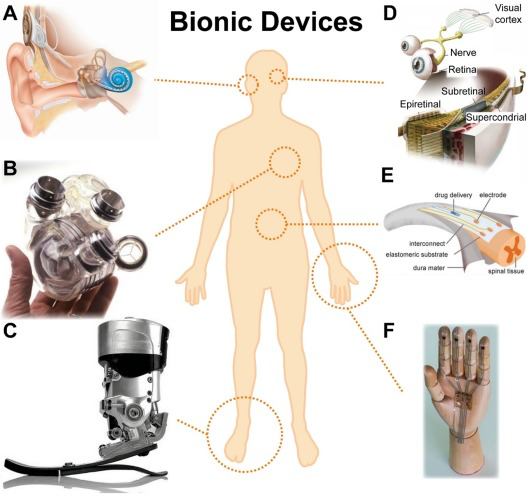 Bionic Devices
A
B
C
D
Visual
cortex
Nerve
Retina
Subretinal
Epiretinal
Supercondrial
E
drug delivery
electrode
interconnect
elastomeric substrate
dura mater
spinal tissue
F